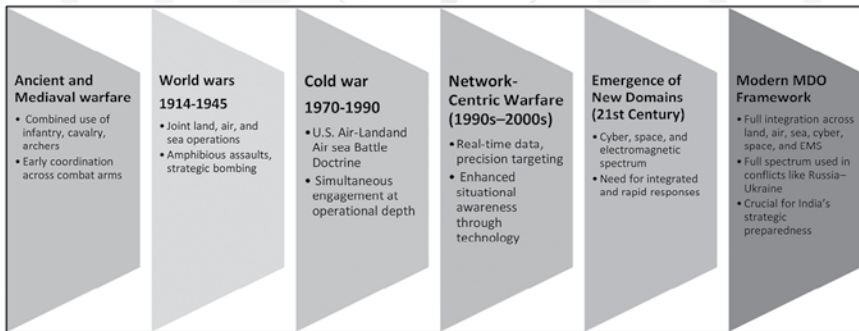 Ancient and
Mediaval warfare
• Combined use of
infantry, cavalry,
archers
• Early coordination
across combat arms
World wars
1914-1945
• Joint land, air, and
sea operations
• Amphibious assaults,
strategic bombing
Cold war
1970-1990
• U.S. Air-Landand
Air sea Battle
Doctrine
• Simultaneous
engagement at
operational depth
Network-
Centric Warfare
(1990s–2000s)
• Real-time data,
precision targeting
• Enhanced
situational
awareness
through
technology
Emergence of
New Domains
(21st Century)
• Cyber, space, and
electromagnetic
spectrum
• Need for integrated
and rapid responses
Modern MDO
Framework
• Full integration across
land, air, sea, cyber,
space, and EMS
• Full spectrum used in
conflicts like Russia–
Ukraine
• Crucial for India's
strategic
preparedness